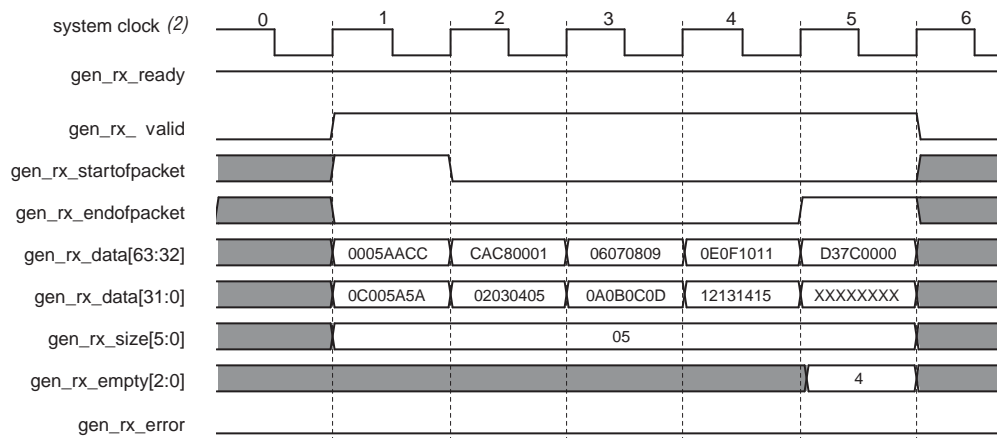 system clock (2) 0 1 2 3 4 5 6
gen_rx_ready
gen_rx_ valid
gen_rx_startofpacket
gen_rx_endofpacket
gen_rx_data[63:32] 0005AACC CAC80001 06070809 0E0F1011 D37C0000
gen_rx_data[31:0] 0C005A5A 02030405 0A0B0C0D 12131415 XXXXXXXX
gen_rx_size[5:0] 05
gen_rx_empty[2:0] 4
gen_rx_error